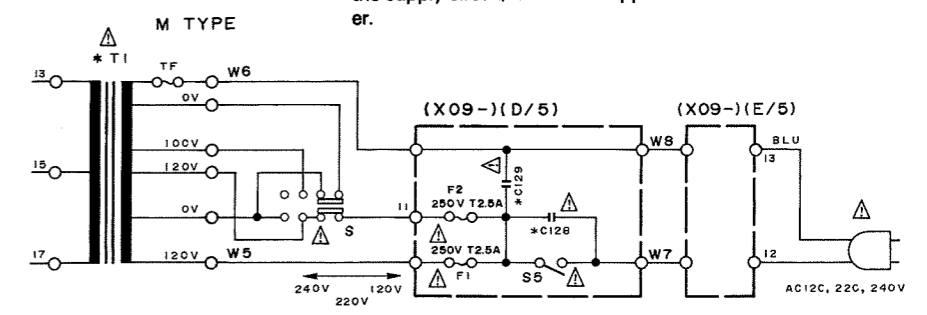 er.
M TYPE
* T1
13
TF
W6
0V
(X09-)(D/5)
(X09-)(E/5)
100V
W8
BLU
13
15
120V
*C129
F2
250V T2.5A
0V
11
S
*C128
250V T2.5A
17
120V
W5
F1
S5
W7
12
240V
120V
220V
AC12C, 22C, 240V